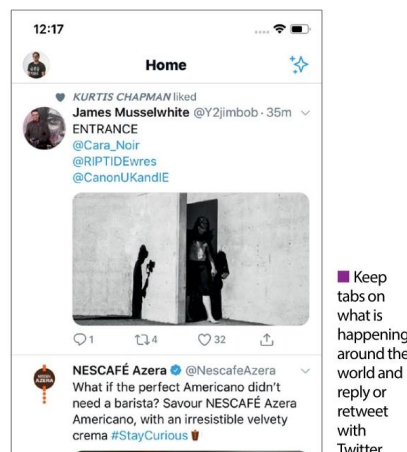 12:17
Home
KURTIS CHAPMAN liked
James Musselwhite @Y2jimbob · 35m
ENTRANCE
@Cara_Noir
@RIPTIDEwres
@CanonUKandIE
1 4 32
NESCAFÉ Azera @NescafeAzera
What if the perfect Americano didn't
need a barista? Savour NESCAFÉ Azera
Americano, with an irresistible velvety
crema #StayCurious
Keep
tabs on
what is
happening
around the
world and
reply or
retweet
with
Twitter